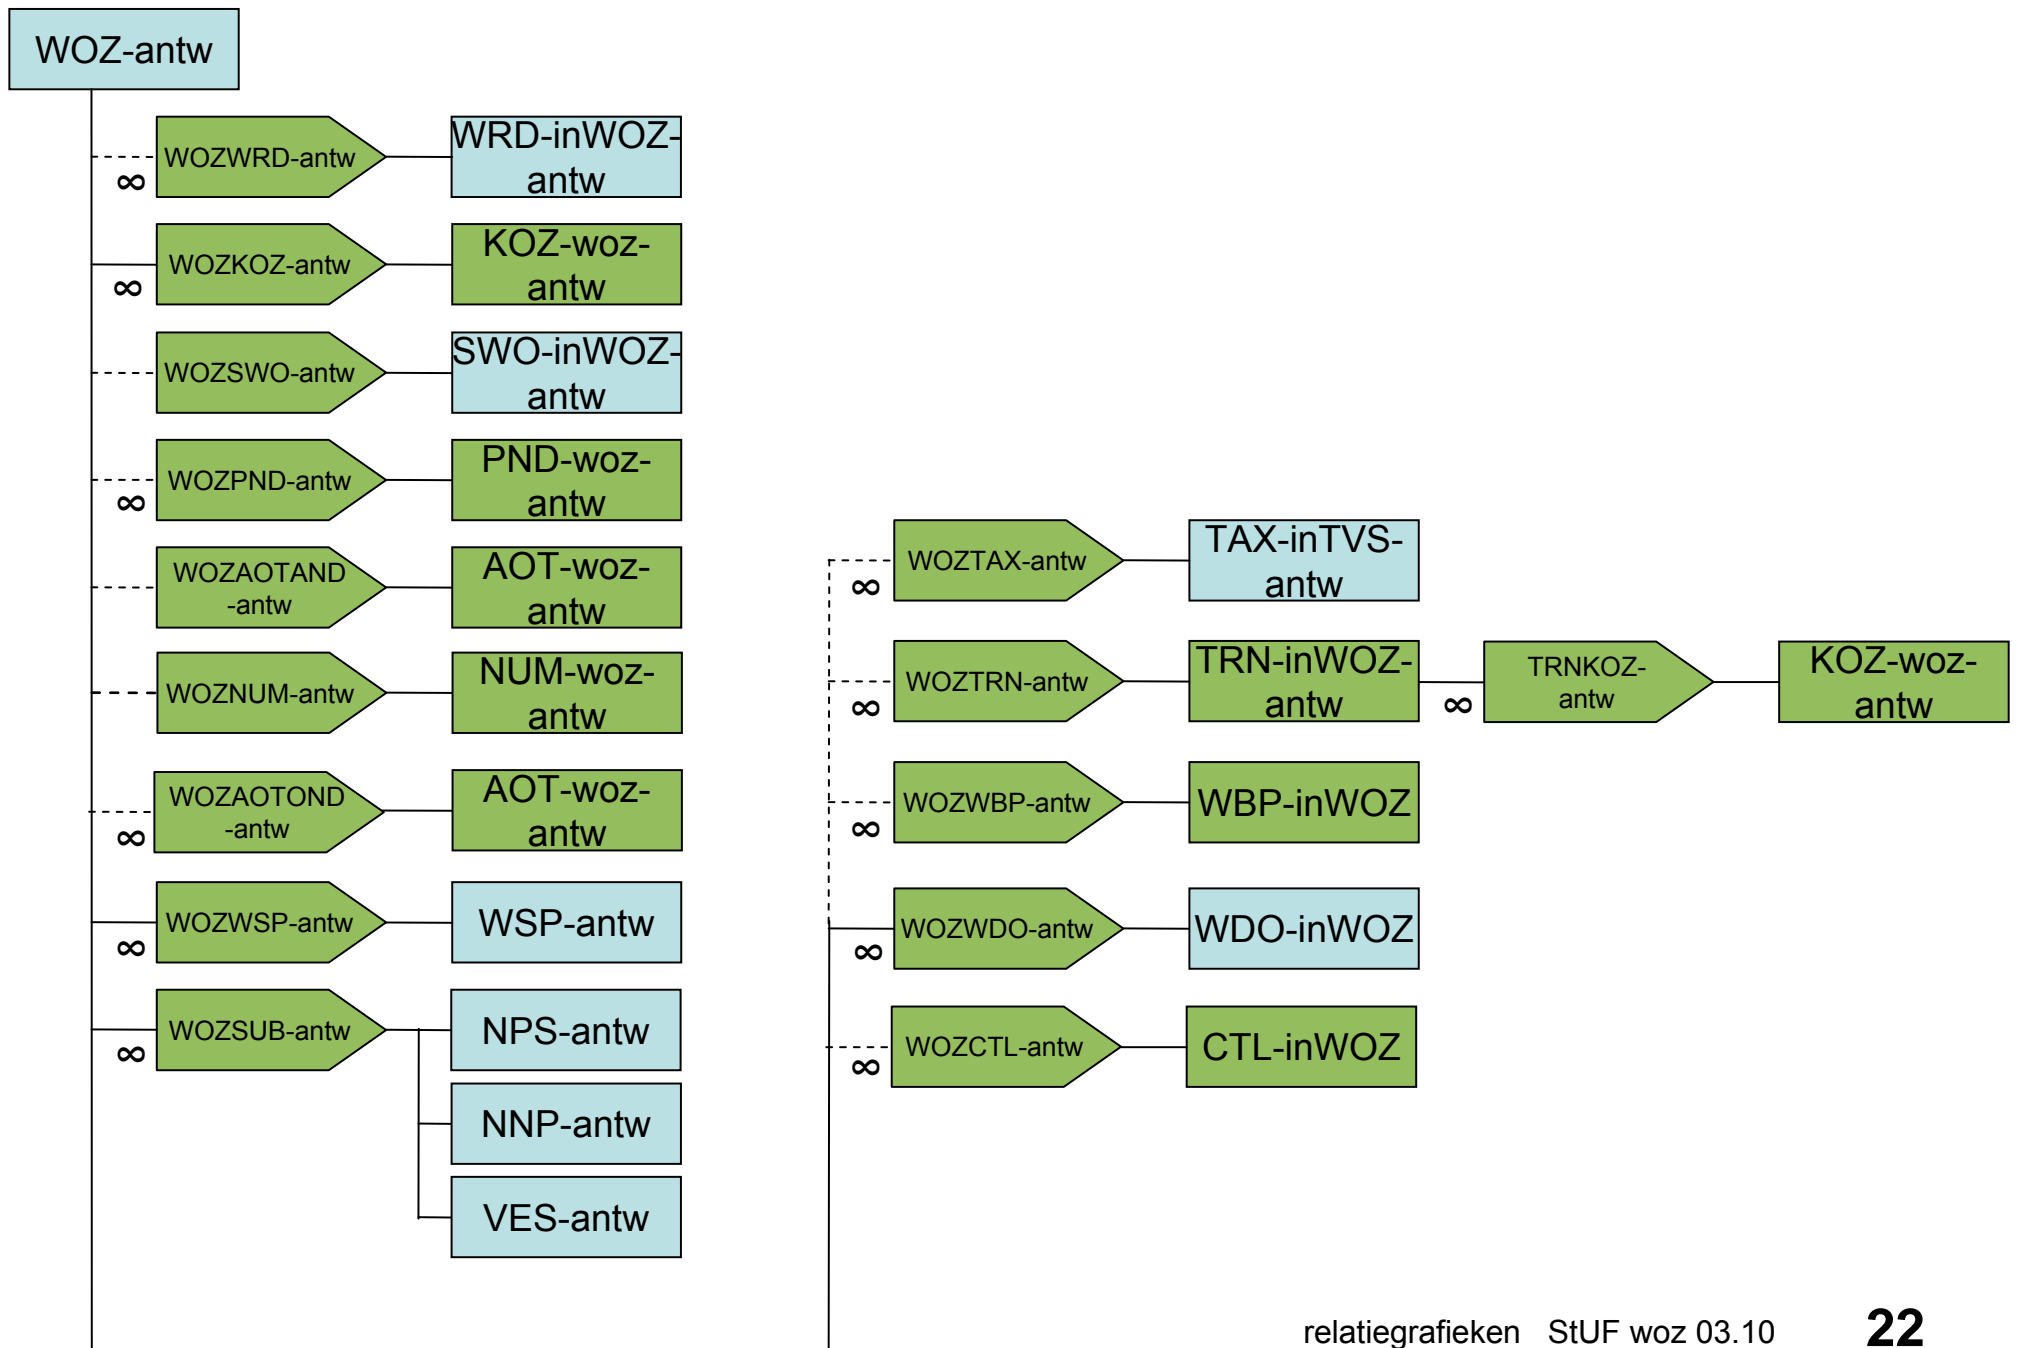 WOZ-antw
WOZWRD-antw
∞
WRD-inWOZ-
antw
WOZKOZ-antw
∞
KOZ-woz-
antw
WOZSWO-antw
SWO-inWOZ-
antw
WOZPND-antw
∞
PND-woz-
antw
WOZAOTAND
-antw
AOT-woz-
antw
WOZNUM-antw
NUM-woz-
antw
WOZAOTOND
-antw
∞
AOT-woz-
antw
WOZWSP-antw
∞
WSP-antw
WOZSUB-antw
∞
NPS-antw
NNP-antw
VES-antw
WOZTAX-antw
∞
TAX-inTVS-
antw
WOZTRN-antw
∞
TRN-inWOZ-
antw
∞
TRNKOZ-
antw
KOZ-woz-
antw
WOZWBP-antw
∞
WBP-inWOZ
WOZWDO-antw
∞
WDO-inWOZ
WOZCTL-antw
∞
CTL-inWOZ
relatiegrafieken StUF woz 03.10 22